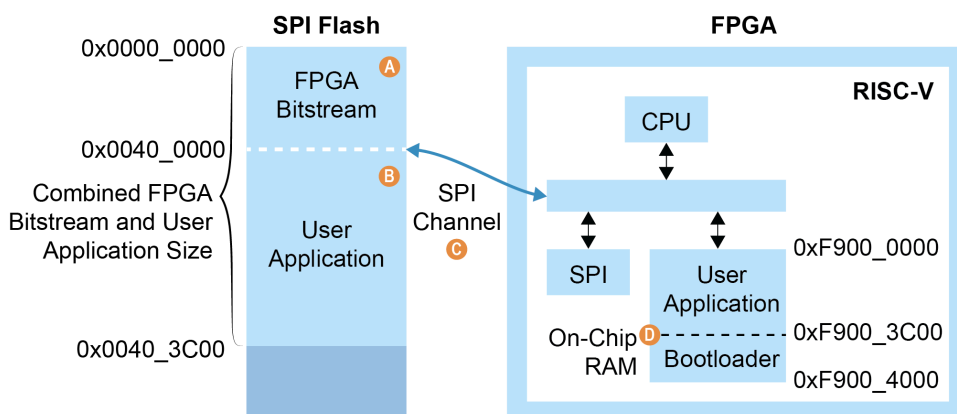 SPI Flash
FPGA
0x0000_0000
A
FPGA
Bitstream
RISC-V
CPU
0x0040_0000
B
Combined FPGA
Bitstream and User
Application Size
User
Application
SPI
Channel
C
SPI
User
Application
0xF900_0000
On-Chip
RAM
D
0xF900_3C00
Bootloader
0xF900_4000
0x0040_3C00